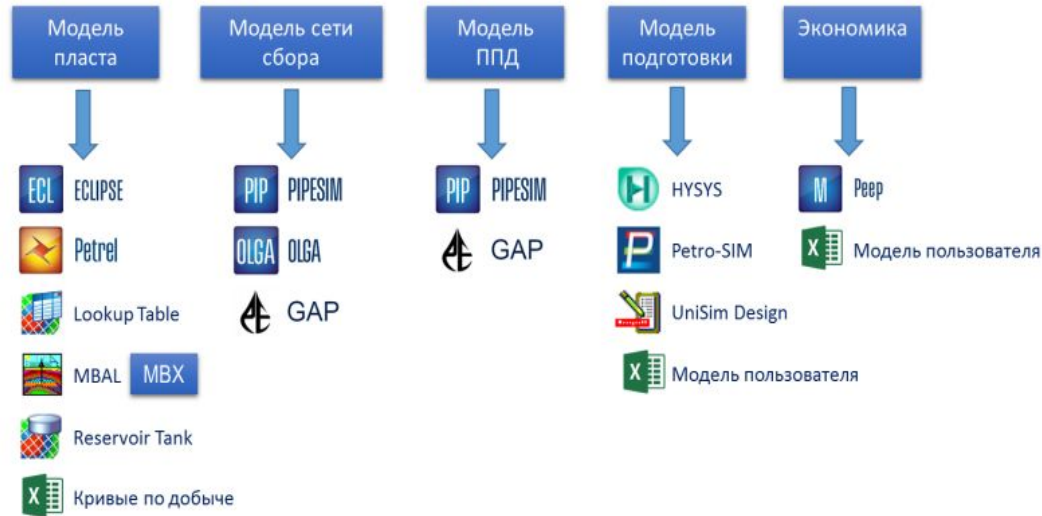 Модель
пласта
Модель сети
сбора
Модель
ППД
Модель
подготовки
Экономика
ECL ECLIPSE
Petrel
Lookup Table
MBAL MBX
Reservoir Tank
X Кривые по добыче
PIP PIPESIM
OLGA OLGA
GAP
PIP PIPESIM
GAP
H HYSYS
P Petro-SIM
UniSim Design
X Модель пользователя
M Peep
X Модель пользователя